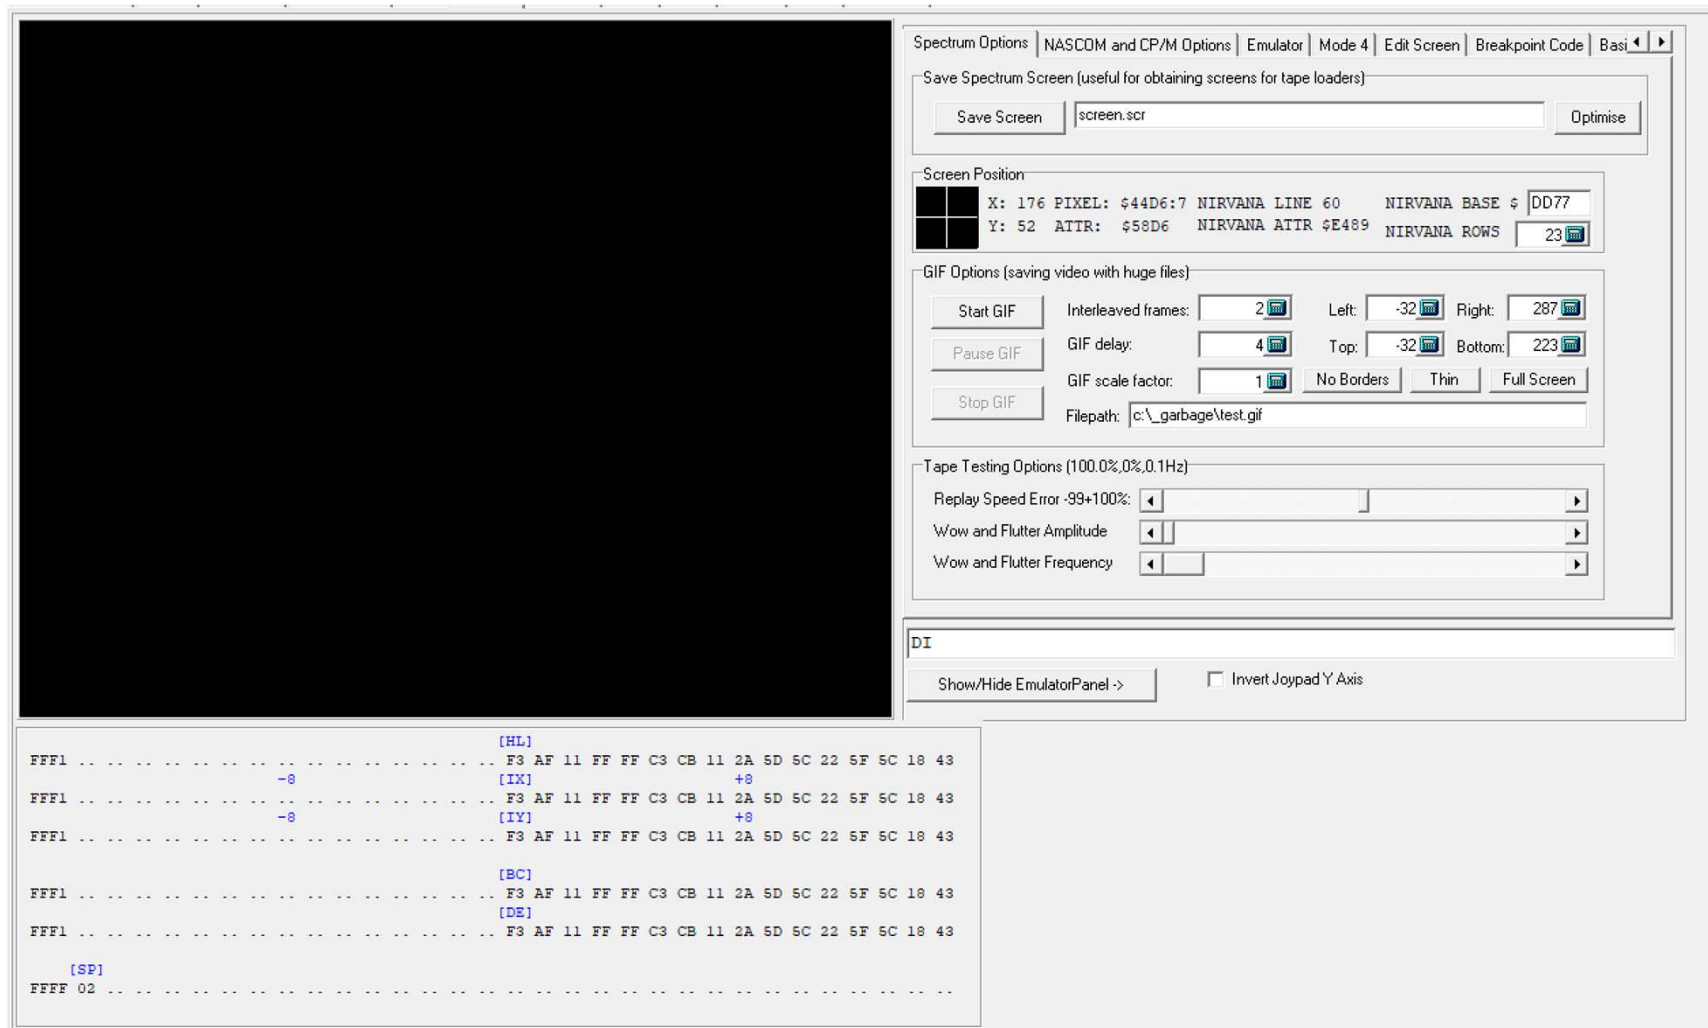 Spectrum Options NASCOM and CP/M Options Emulator Mode 4 Edit Screen Breakpoint Code Basi
Save Spectrum Screen (useful for obtaining screens for tape loaders)
Save Screen screen.scr Optimise
Screen Position
X: 176 PIXEL: $44D6:7 NIRVANA LINE 60 NIRVANA BASE $ DD77
Y: 52 ATTR: $58D6 NIRVANA ATTR $E489 NIRVANA ROWS 23
GIF Options (saving video with huge files)
Start GIF Interleaved frames: 2 Left: -32 Right: 287
Pause GIF GIF delay: 4 Top: -32 Bottom: 223
GIF scale factor: 1 No Borders Thin Full Screen
Stop GIF
Filepath: c:\_garbage\test.gif
Tape Testing Options (100.0%,0%,0.1Hz)
Replay Speed Error -99+100%:
Wow and Flutter Amplitude
Wow and Flutter Frequency
DI
Show/Hide EmulatorPanel -> Invert Joypad Y Axis
[HL]
FFF1 .. .. .. .. .. .. .. .. .. .. .. .. .. .. .. F3 AF 11 FF FF C3 CB 11 2A 5D 5C 22 5F 5C 18 43
-8 [IX] +8
FFF1 .. .. .. .. .. .. .. .. .. .. .. .. .. .. .. F3 AF 11 FF FF C3 CB 11 2A 5D 5C 22 5F 5C 18 43
-8 [IY] +8
FFF1 .. .. .. .. .. .. .. .. .. .. .. .. .. .. .. F3 AF 11 FF FF C3 CB 11 2A 5D 5C 22 5F 5C 18 43
[BC]
FFF1 .. .. .. .. .. .. .. .. .. .. .. .. .. .. .. F3 AF 11 FF FF C3 CB 11 2A 5D 5C 22 5F 5C 18 43
[DE]
FFF1 .. .. .. .. .. .. .. .. .. .. .. .. .. .. .. F3 AF 11 FF FF C3 CB 11 2A 5D 5C 22 5F 5C 18 43
[SP]
FFFF 02 .. .. .. .. .. .. .. .. .. .. .. .. .. .. .. .. .. .. .. .. .. .. .. .. .. .. .. .. .. ..